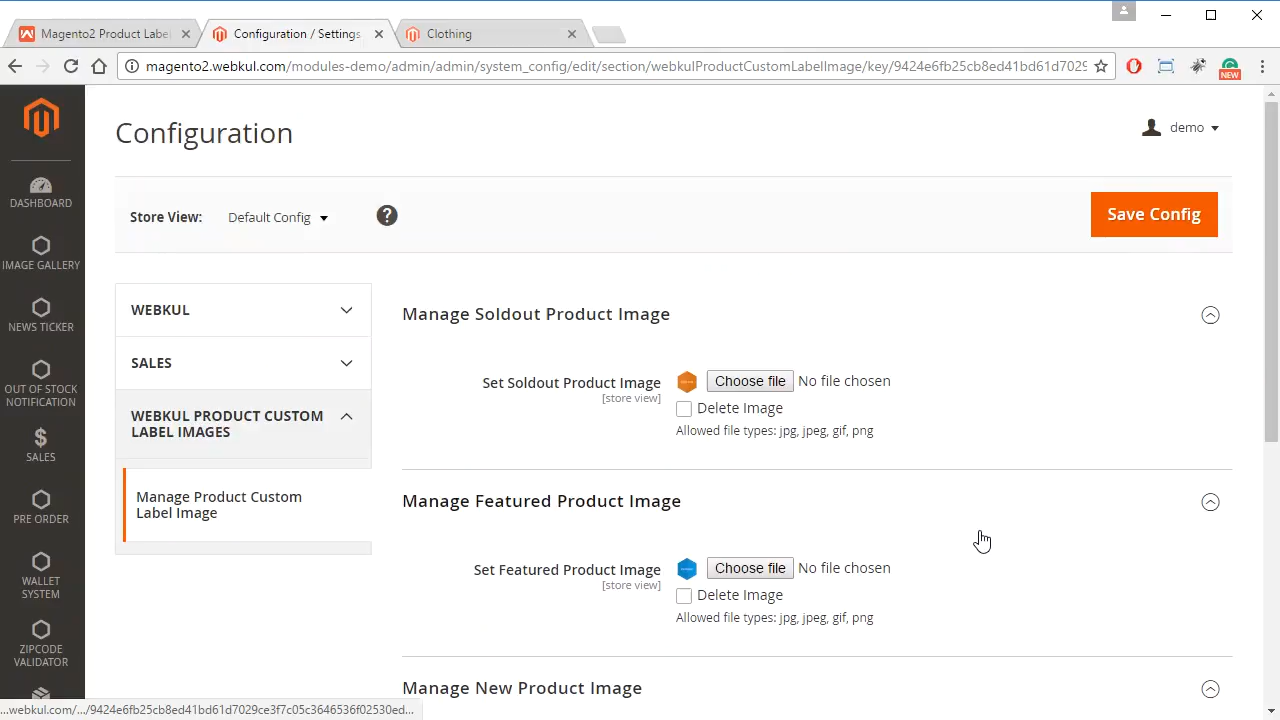 Magento2 Product Label
Configuration / Settings
Clothing
magento2.webkul.com/modules-demo/admin/admin/system_config/edit/section/webkulProductCustomLabelImage/key/9424e6fb25cb8ed41bd61d7029
NEW
Configuration
demo
Store View:
Default Config
?
Save Config
DASHBOARD
IMAGE GALLERY
NEWS TICKER
OUT OF STOCK
NOTIFICATION
SALES
PRE ORDER
WALLET
SYSTEM
ZIPCODE
VALIDATOR
WEBKUL
SALES
WEBKUL PRODUCT CUSTOM
LABEL IMAGES
Manage Product Custom
Label Image
Manage Soldout Product Image
Set Soldout Product Image
[store view]
Choose file
No file chosen
Delete Image
Allowed file types: jpg, jpeg, gif, png
Manage Featured Product Image
Set Featured Product Image
[store view]
Choose file
No file chosen
Delete Image
Allowed file types: jpg, jpeg, gif, png
Manage New Product Image
...webkul.com/.../9424e6fb25cb8ed41bd61d7029ce3f7c05c3646536f02530ed...